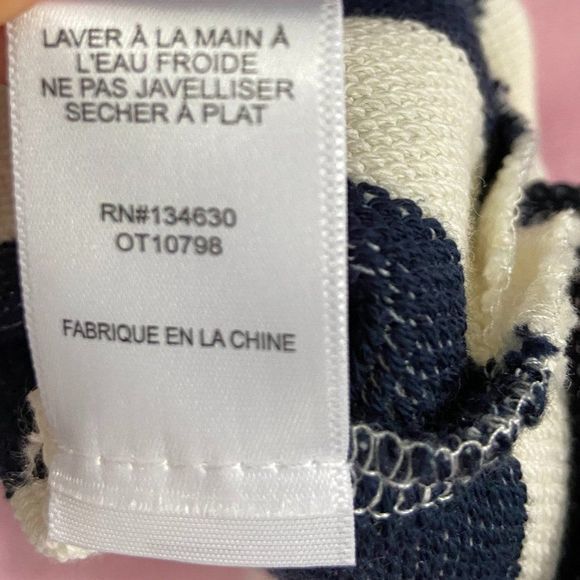 LAVER À LA MAIN À
L'EAU FROIDE
NE PAS JAVELLISER
SECHER À PLAT
RN#134630
OT10798
FABRIQUE EN LA CHINE